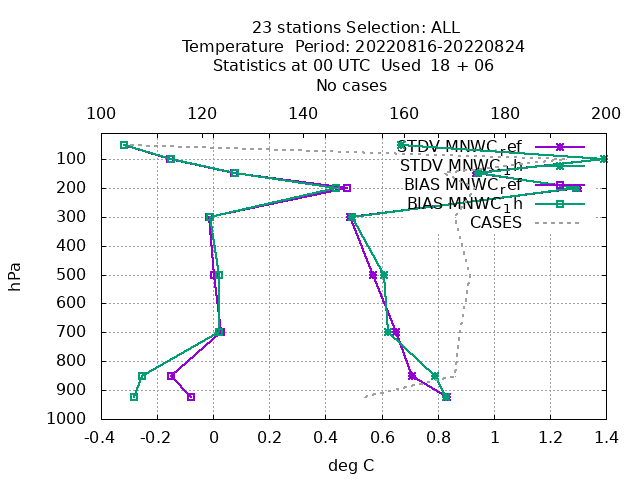 23 stations Selection: ALL
Temperature  Period: 20220816-20220824
Statistics at 00 UTC  Used  18 + 06
No cases
100 120 140 160 180 200
STDV MNWC_ref
STDV MNWC_1h
BIAS MNWC_ref
BIAS MNWC_1h
CASES
100
200
300
400
500
600
700
800
900
1000
hPa
-0.4 -0.2 0 0.2 0.4 0.6 0.8 1 1.2 1.4
deg C